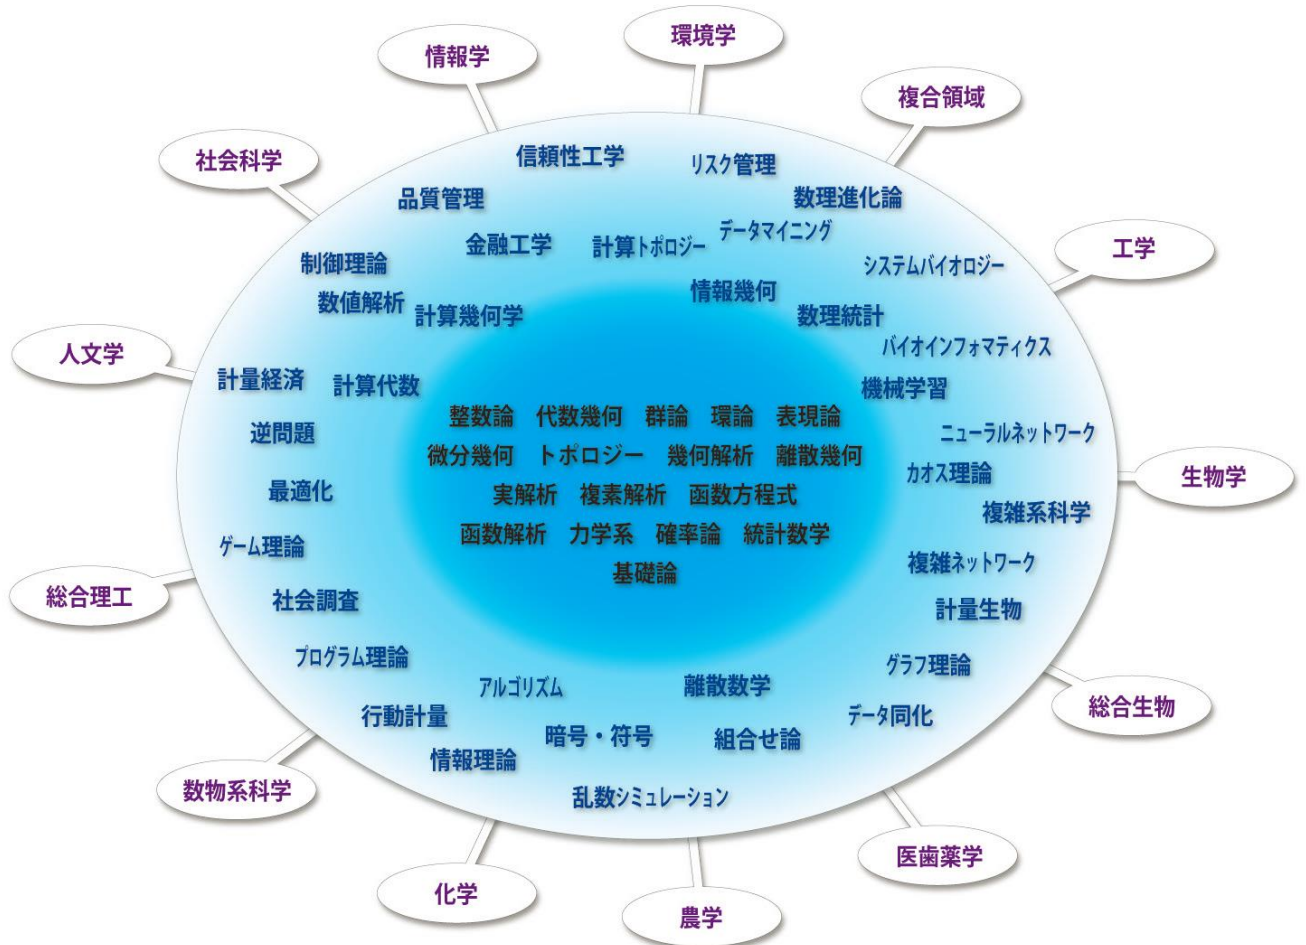 環境学
情報学
複合領域
社会科学
信頼性工学
リスク管理
品質管理
数理進化論
データマイニング
金融工学
計算トポロジー
工学
制御理論
システムバイオロジー
情報幾何
数値解析
計算幾何学
数理統計
バイオインフォマティクス
人文学
計量経済
計算代数
機械学習
整数論 代数幾何 群論 環論 表現論
逆問題
ニューラルネットワーク
微分幾何 トポロジー 幾何解析 離散幾何
カオス理論
生物学
最適化
実解析 複素解析 函数方程式
複雑系科学
函数解析 力学系 確率論 統計数学
ゲーム理論
複雑ネットワーク
基礎論
総合理工
社会調査
計量生物
プログラム理論
グラフ理論
アルゴリズム
離散数学
総合生物
行動計量
データ同化
暗号・符号
組合せ論
情報理論
数物系科学
乱数シミュレーション
医歯薬学
化学
農学